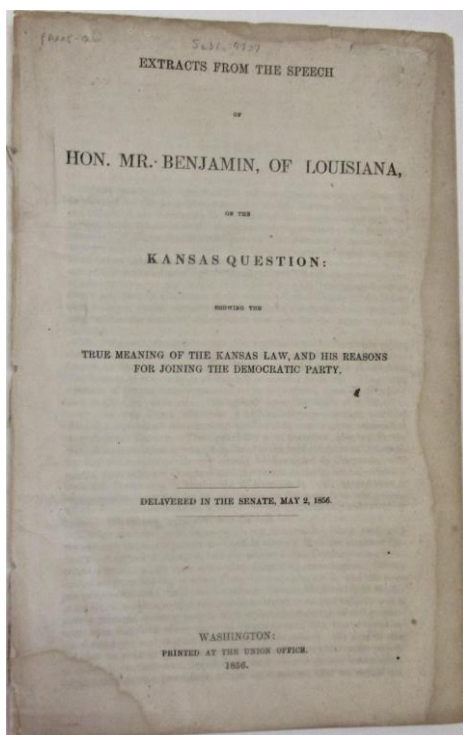 EXTRACTS FROM THE SPEECH
OF
HON. MR. BENJAMIN, OF LOUISIANA,
ON THE
KANSAS QUESTION:
SHOWING THE
TRUE MEANING OF THE KANSAS LAW, AND HIS REASONS
FOR JOINING THE DEMOCRATIC PARTY.
DELIVERED IN THE SENATE, MAY 2, 1856.
WASHINGTON:
PRINTED AT THE UNION OFFICE.
1856.